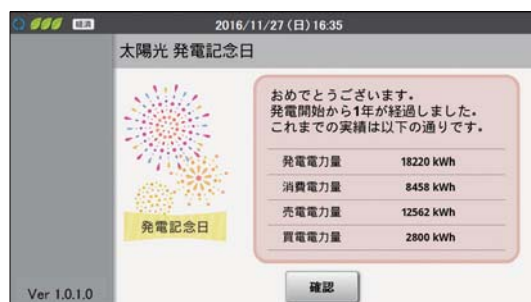 経済 2016/11/27 (日) 16:35
太陽光 発電記念日
おめでとうございます。
発電開始から1年が経過しました。
これまでの実績は以下の通りです。
発電電力量 18220 kWh
消費電力量 8458 kWh
売電電力量 12562 kWh
買電電力量 2800 kWh
発電記念日
確認
Ver 1.0.1.0